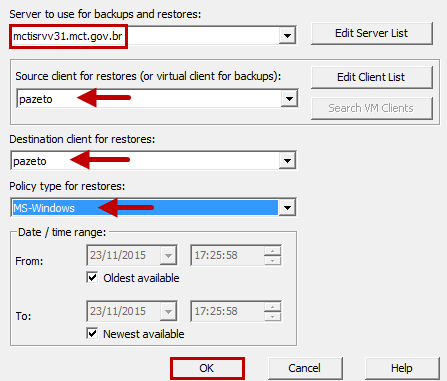 Server to use for backups and restores:
mctisrvv31.mct.gov.br
Edit Server List
Source client for restores (or virtual client for backups):
pazeto
Edit Client List
Search VM Clients
Destination client for restores:
pazeto
Policy type for restores:
MS-Windows
Date / time range:
From: 23/11/2015 17:25:58
Oldest available
To: 23/11/2015 17:25:58
Newest available
OK Cancel Help